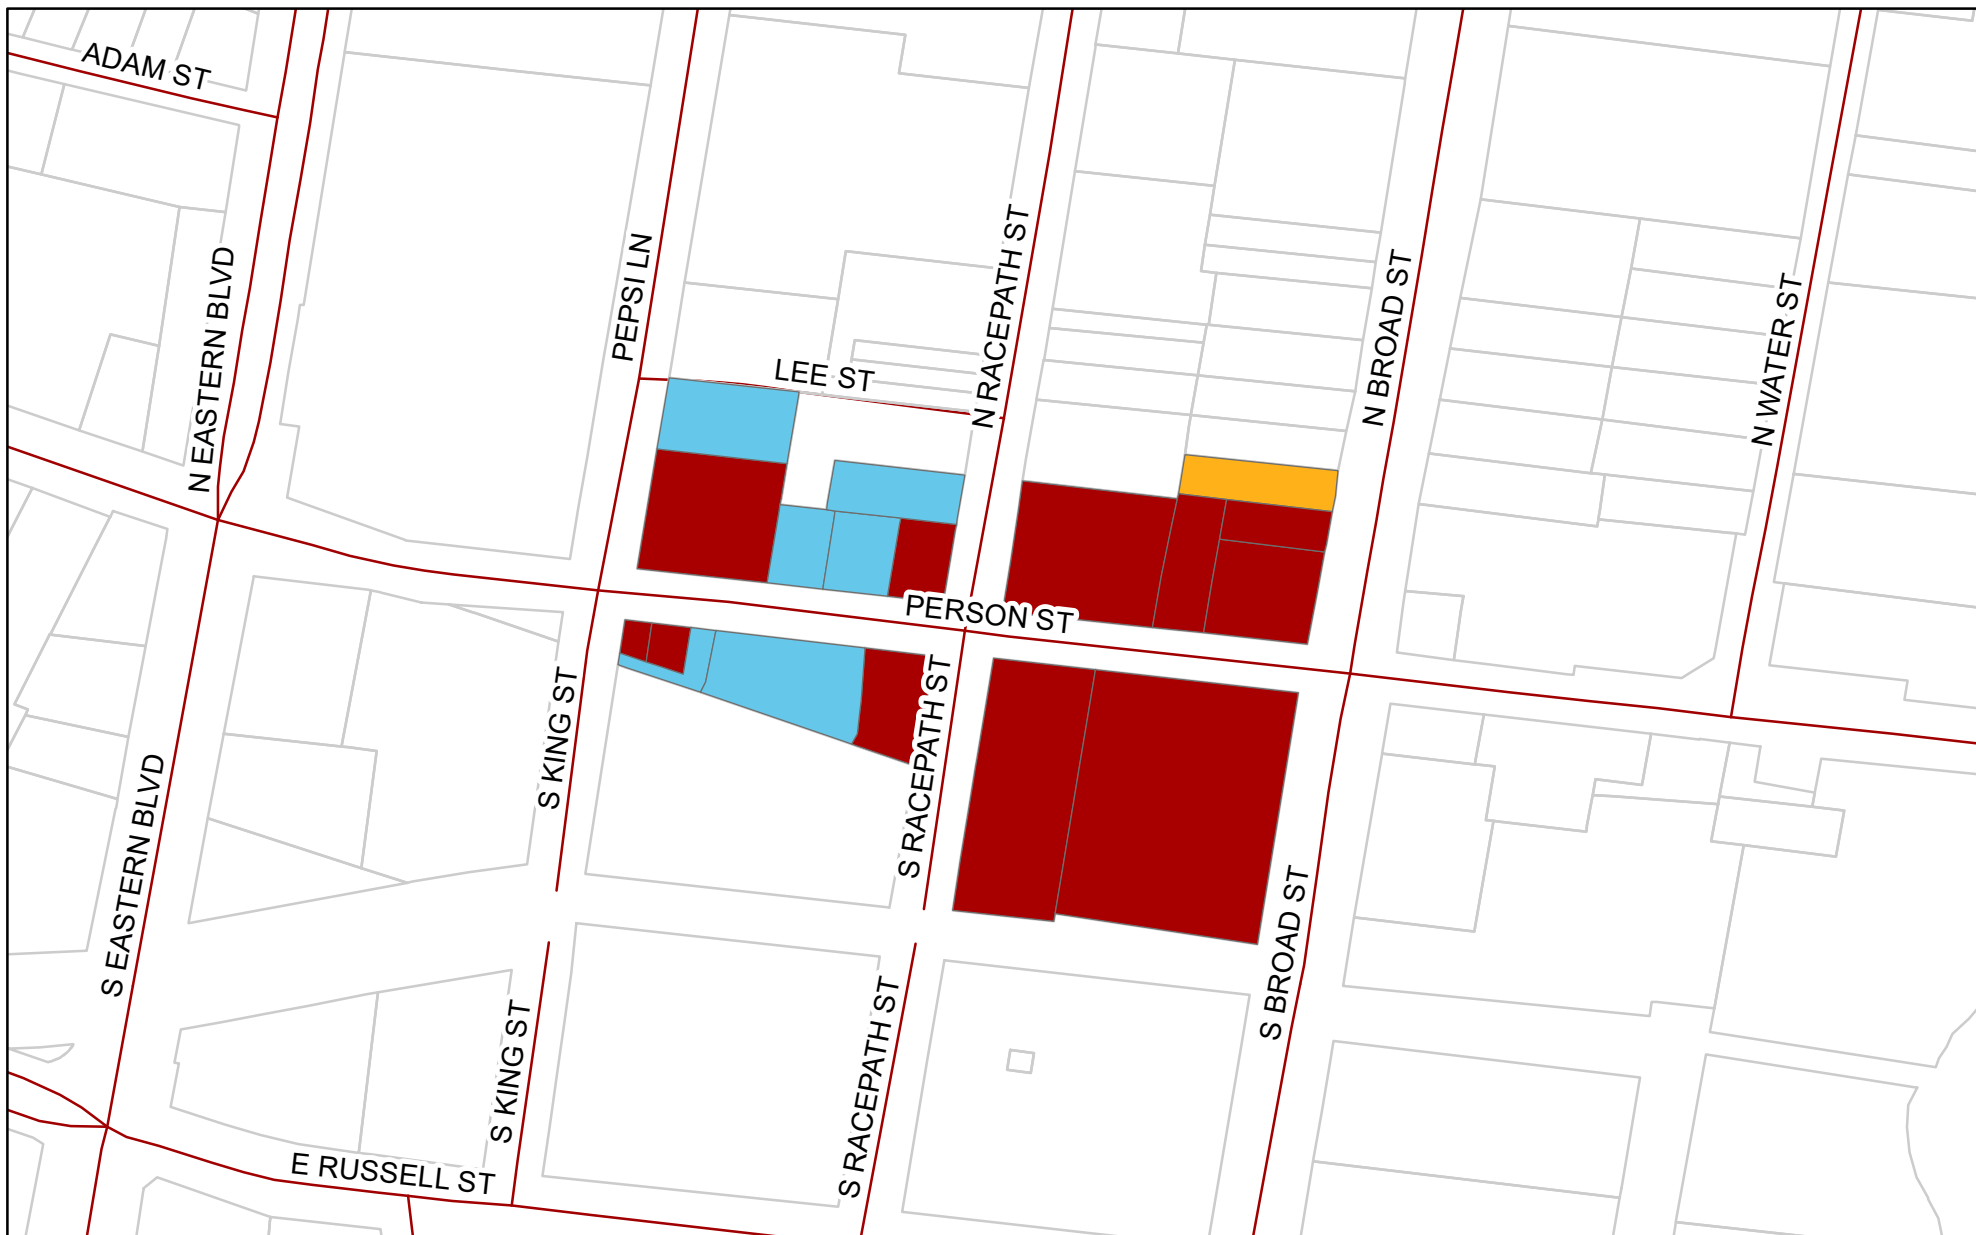 ADAM ST
N EASTERN BLVD
PEPSI LN
LEE ST
N RACEPATH ST
N BROAD ST
N WATER ST
PERSON ST
S KING ST
S RACEPATH ST
S EASTERN BLVD
S BROAD ST
S KING ST
S RACEPATH ST
E RUSSELL ST